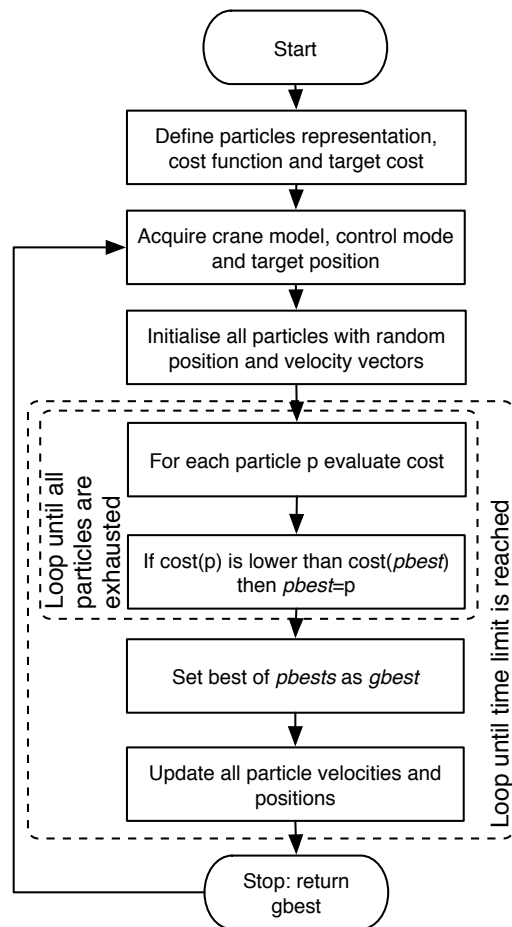 Start
Define particles representation,
cost function and target cost
Acquire crane model, control mode
and target position
Initialise all particles with random
position and velocity vectors
Loop until all
particles are
exhausted
For each particle p evaluate cost
If cost(p) is lower than cost(pbest)
then pbest=p
Set best of pbests as gbest
Update all particle velocities and
positions
Loop until time limit is reached
Stop: return
gbest